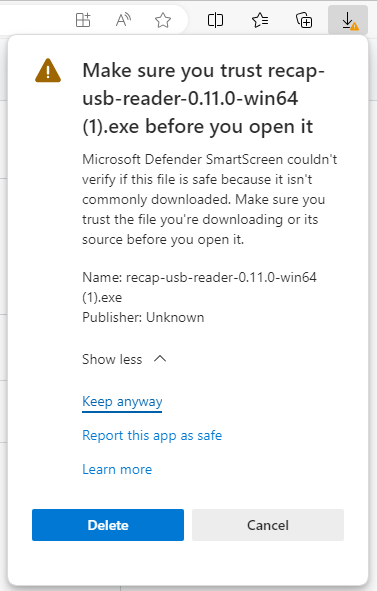 Make sure you trust recap-
usb-reader-0.11.0-win64
(1).exe before you open it
Microsoft Defender SmartScreen couldn't
verify if this file is safe because it isn't
commonly downloaded. Make sure you
trust the file you're downloading or its
source before you open it.
Name: recap-usb-reader-0.11.0-win64
(1).exe
Publisher: Unknown
Show less
Keep anyway
Report this app as safe
Learn more
Delete
Cancel